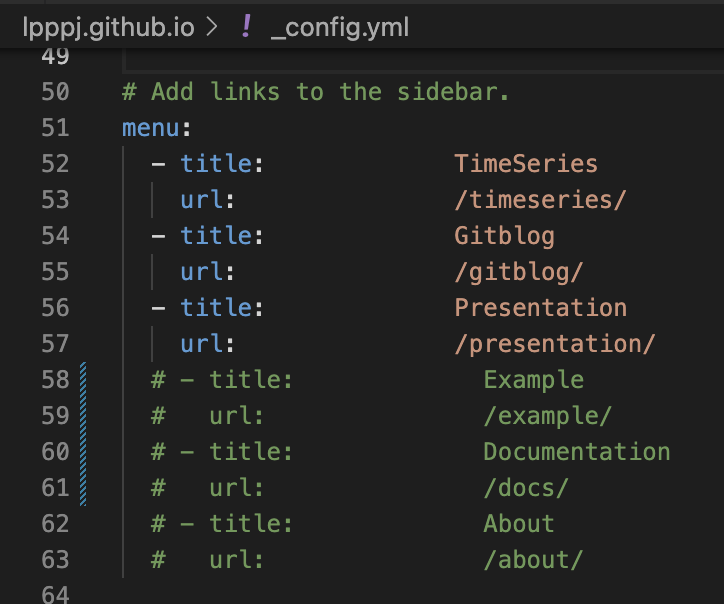 lpppj.github.io > ! _config.yml
49
50 # Add links to the sidebar.
51 menu:
52   - title:             TimeSeries
53     url:               /timeseries/
54   - title:             Gitblog
55     url:               /gitblog/
56   - title:             Presentation
57     url:               /presentation/
58   # - title:             Example
59   #   url:               /example/
60   # - title:             Documentation
61   #   url:               /docs/
62   # - title:             About
63   #   url:               /about/
64